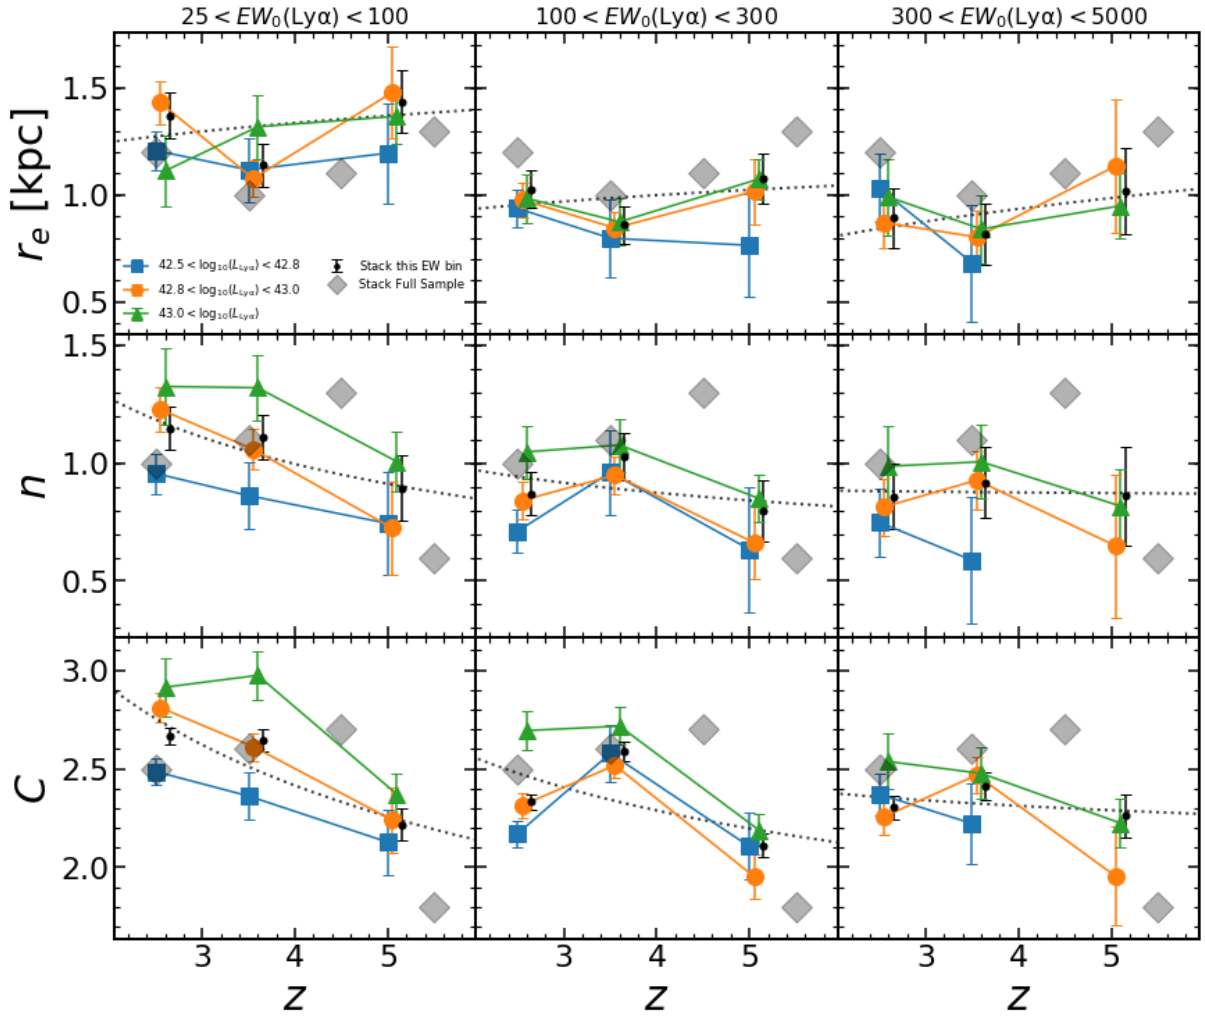 25 < EW₀(Lyα) < 100
100 < EW₀(Lyα) < 300
300 < EW₀(Lyα) < 5000
rₑ [kpc]
1.5
1.0
0.5
42.5 < log₁₀(L_Lyα) < 42.8
42.8 < log₁₀(L_Lyα) < 43.0
43.0 < log₁₀(L_Lyα)
Stack this EW bin
Stack Full Sample
n
1.5
1.0
0.5
C
3.0
2.5
2.0
3 4 5
3 4 5
3 4 5
z
z
z